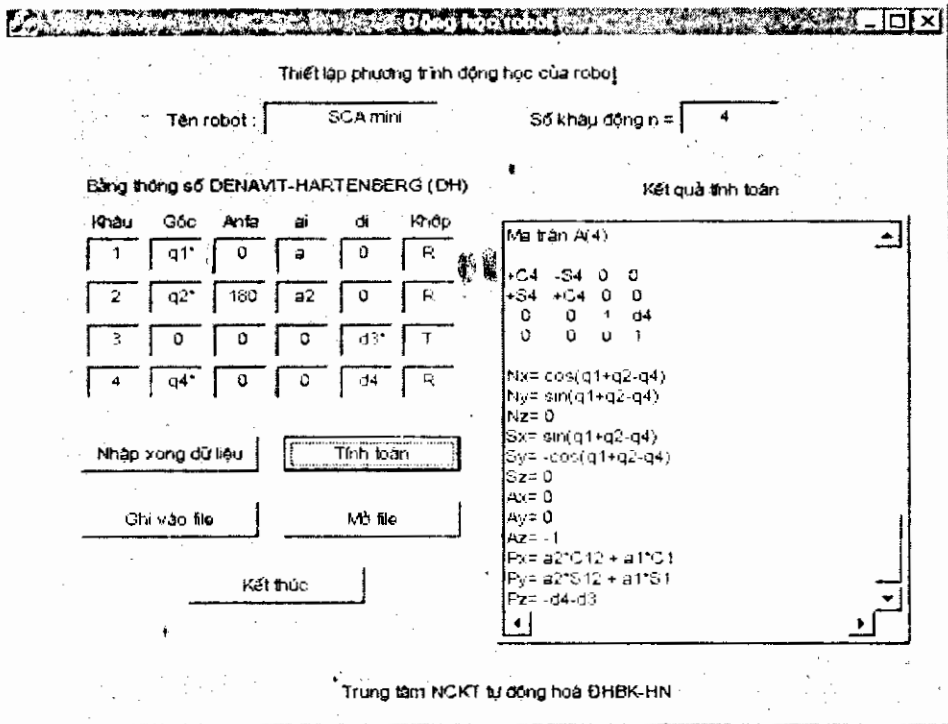 Động học robot
Thiết lập phương trình động học của robot
Tên robot : SCA mini
Số khâu động n = 4
Bảng thông số DENAVIT-HARTENBERG (DH)
Khâu Góc Anfa ai di Khớp
1 q1* 0 a 0 R
2 q2* 180 a2 0 R
3 0 0 0 d3* T
4 q4* 0 0 d4 R
Nhập xong dữ liệu
Tính toán
Ghi vào file
Mở file
Kết thúc
Kết quả tính toán
Ma trân A(4)
+C4 -S4 0 0
+S4 +C4 0 0
0 0 1 d4
0 0 0 1
Nx= cos(q1+q2-q4)
Ny= sin(q1+q2-q4)
Nz= 0
Sx= sin(q1+q2-q4)
Sy= -cos(q1+q2-q4)
Sz= 0
Ax= 0
Ay= 0
Az= -1
Px= a2*C12 + a1*C1
Py= a2*S12 + a1*S1
Pz= -d4-d3
Trung tâm NCKT tự động hoá ĐHBK-HN